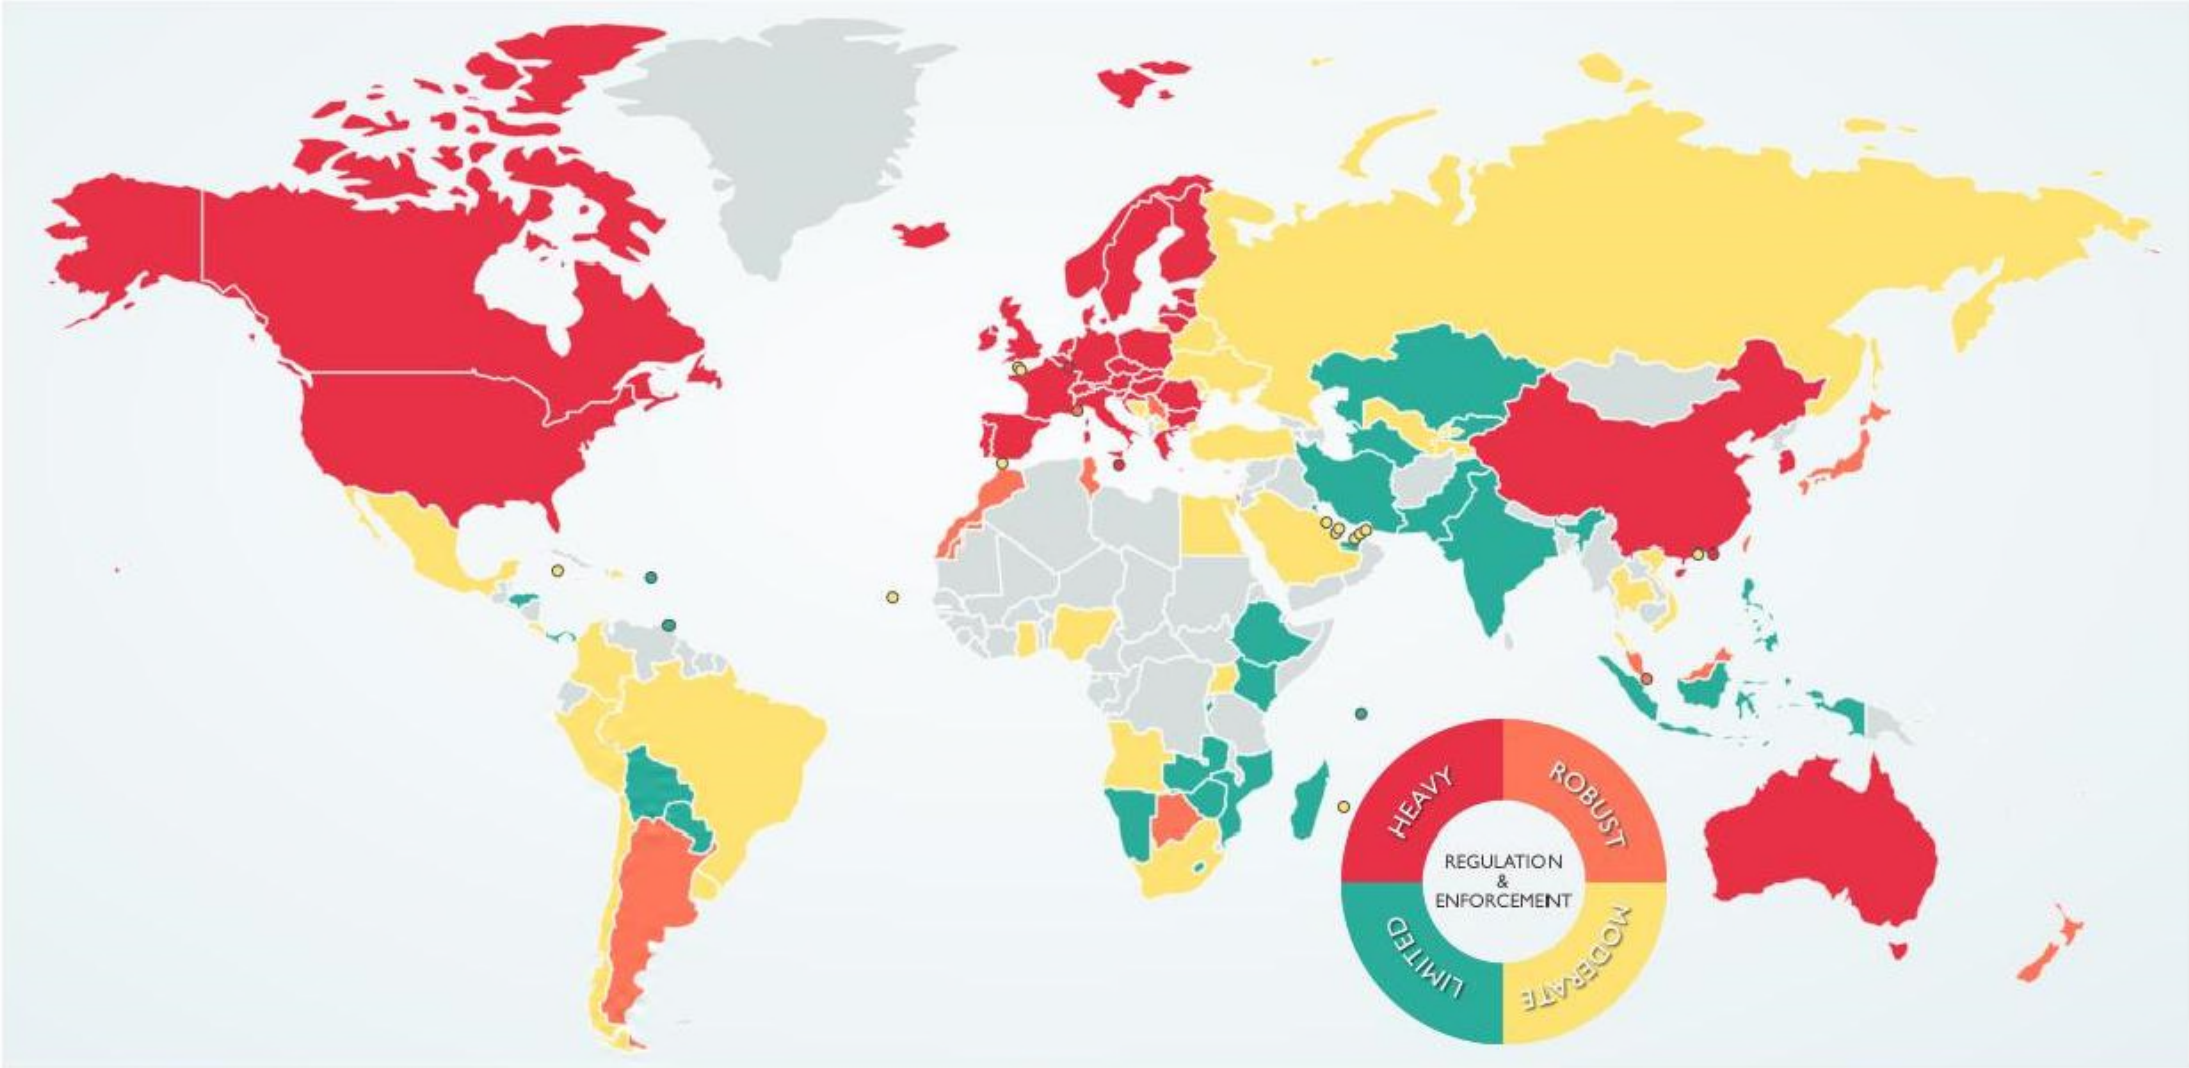 HEAVY
ROBUST
REGULATION
&
ENFORCEMENT
LIMITED
MODERATE